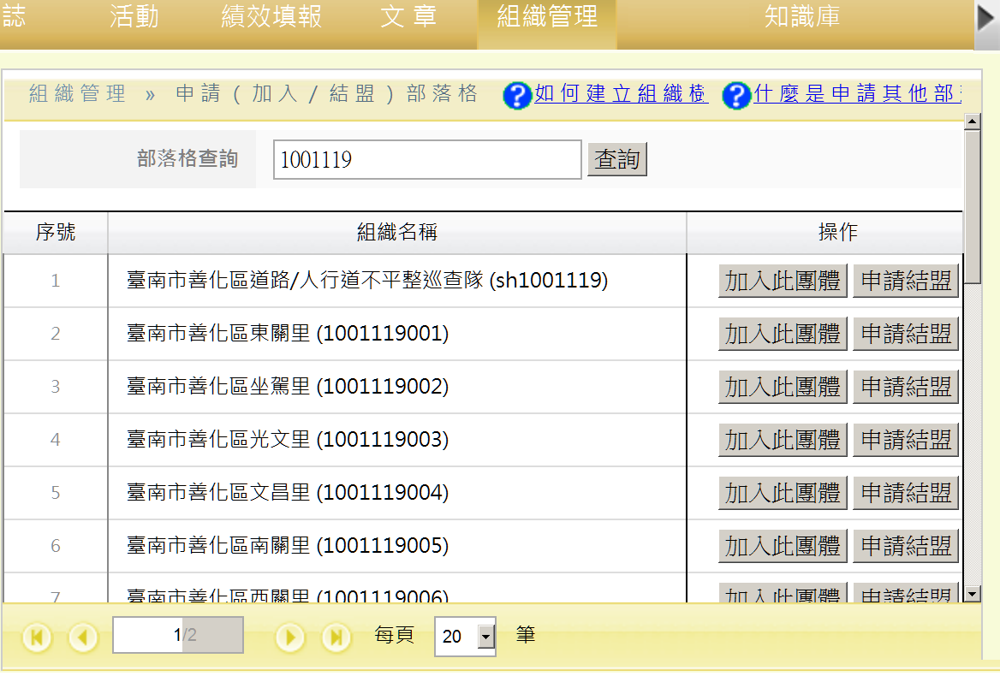 誌 活動 績效填報 文章 組織管理 知識庫
組織管理 » 申請(加入/結盟)部落格 ?如何建立組織樹 ?什麼是申請其他部
部落格查詢 1001119 查詢
序號 組織名稱 操作
1 臺南市善化區道路/人行道不平整巡查隊 (sh1001119) 加入此團體 申請結盟
2 臺南市善化區東關里 (1001119001) 加入此團體 申請結盟
3 臺南市善化區坐駕里 (1001119002) 加入此團體 申請結盟
4 臺南市善化區光文里 (1001119003) 加入此團體 申請結盟
5 臺南市善化區文昌里 (1001119004) 加入此團體 申請結盟
6 臺南市善化區南關里 (1001119005) 加入此團體 申請結盟
7 臺南市善化區西關里 (1001119006) 加入此團體 申請結盟
1/2 每頁 20 筆